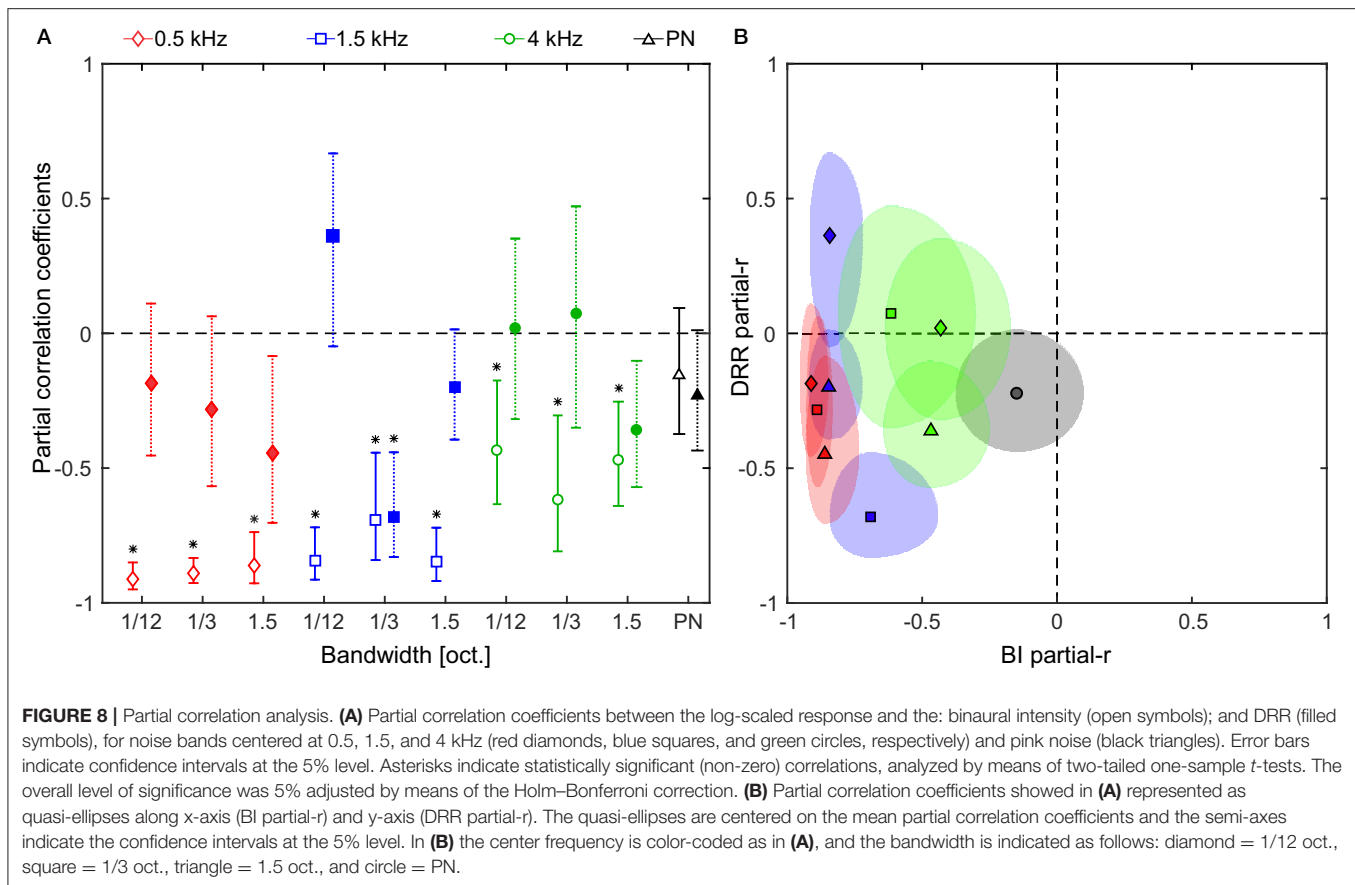 A
0.5 kHz 1.5 kHz 4 kHz PN
1
0.5
0
-0.5
-1
Partial correlation coefficients
* * * * * * * * * *
1/12 1/3 1.5 1/12 1/3 1.5 1/12 1/3 1.5 PN
Bandwidth [oct.]
B
1
0.5
0
-0.5
-1
DRR partial-r
-1 -0.5 0 0.5 1
BI partial-r
FIGURE 8 | Partial correlation analysis. (A) Partial correlation coefficients between the log-scaled response and the: binaural intensity (open symbols); and DRR (filled
symbols), for noise bands centered at 0.5, 1.5, and 4 kHz (red diamonds, blue squares, and green circles, respectively) and pink noise (black triangles). Error bars
indicate confidence intervals at the 5% level. Asterisks indicate statistically significant (non-zero) correlations, analyzed by means of two-tailed one-sample t-tests. The
overall level of significance was 5% adjusted by means of the Holm–Bonferroni correction. (B) Partial correlation coefficients showed in (A) represented as
quasi-ellipses along x-axis (BI partial-r) and y-axis (DRR partial-r). The quasi-ellipses are centered on the mean partial correlation coefficients and the semi-axes
indicate the confidence intervals at the 5% level. In (B) the center frequency is color-coded as in (A), and the bandwidth is indicated as follows: diamond = 1/12 oct.,
square = 1/3 oct., triangle = 1.5 oct., and circle = PN.